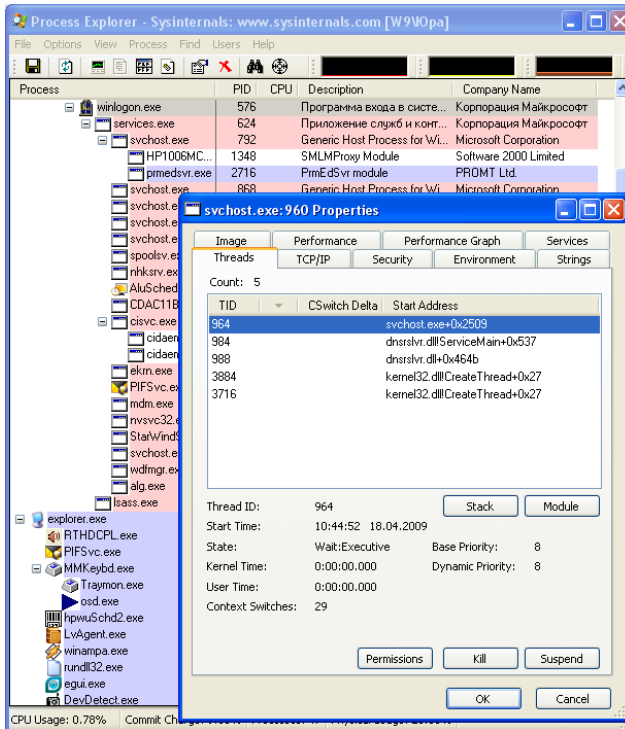 Process Explorer - Sysinternals: www.sysinternals.com [W9\Юра]
File Options View Process Find Users Help
Process PID CPU Description Company Name
winlogon.exe 576 Программа входа в систе... Корпорация Майкрософт
services.exe 624 Приложение служб и конт... Корпорация Майкрософт
svchost.exe 792 Generic Host Process for Wi... Microsoft Corporation
HP1006MC... 1348 SMLMProxy Module Software 2000 Limited
prmedsvr.exe 2716 PrmEdSvr module PROMT Ltd.
svchost.exe 868 Generic Host Process for Wi... Microsoft Corporation
svchost.e
svchost.e
svchost.e
spoolsv.e
nhksrv.ex
AluSched
CDAC11B
cisvc.exe
cidaen
cidaen
ekrn.exe
PIFSvc.ex
mdm.exe
nvsvc32.e
StarWindS
svchost.e
wdfmgr.ex
alg.exe
lsass.exe
explorer.exe
RTHDCPL.exe
PIFSvc.exe
MMKeybd.exe
Traymon.exe
osd.exe
hpwuSchd2.exe
LvAgent.exe
winampa.exe
rundll32.exe
egui.exe
DevDetect.exe
CPU Usage: 0.78% Commit
svchost.exe:960 Properties
Image Performance Performance Graph Services
Threads TCP/IP Security Environment Strings
Count: 5
TID CSwitch Delta Start Address
964 svchost.exe+0x2509
984 dnsrslvr.dll!ServiceMain+0x537
988 dnsrslvr.dll+0x464b
3884 kernel32.dll!CreateThread+0x27
3716 kernel32.dll!CreateThread+0x27
Thread ID: 964 Stack Module
Start Time: 10:44:52 18.04.2009
State: Wait:Executive Base Priority: 8
Kernel Time: 0:00:00.000 Dynamic Priority: 8
User Time: 0:00:00.000
Context Switches: 29
Permissions Kill Suspend
OK Cancel